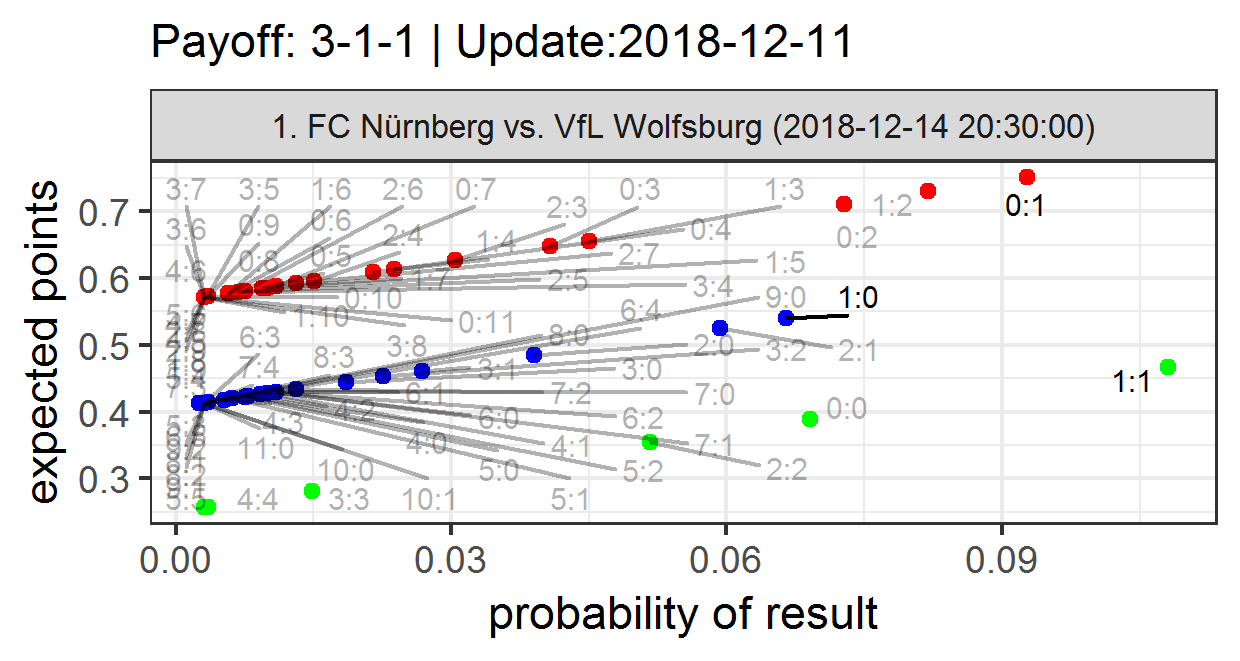 Payoff: 3-1-1 | Update:2018-12-11
1. FC Nürnberg vs. VfL Wolfsburg (2018-12-14 20:30:00)
expected points
0.7
0.6
0.5
0.4
0.3
3:7 3:5 1:6 2:6 0:7 0:3 1:3
3:6 0:9 0:6 2:3 1:2 0:1
2:4 1:4 0:4 0:2
4:6 0:8 0:5 1:7 2:7 1:5
2:5 3:4 9:0 1:0
0:10 1:10 0:11 6:4
6:3 3:8 8:0 2:0 3:2 2:1
7:4 8:3 3:1 3:0 1:1
6:1 7:2 7:0
4:3 4:2 6:0 6:2 0:0
11:0 4:0 4:1 7:1
10:0 5:0 5:2 2:2
5:5 4:4 3:3 10:1 5:1
0.00 0.03 0.06 0.09
probability of result